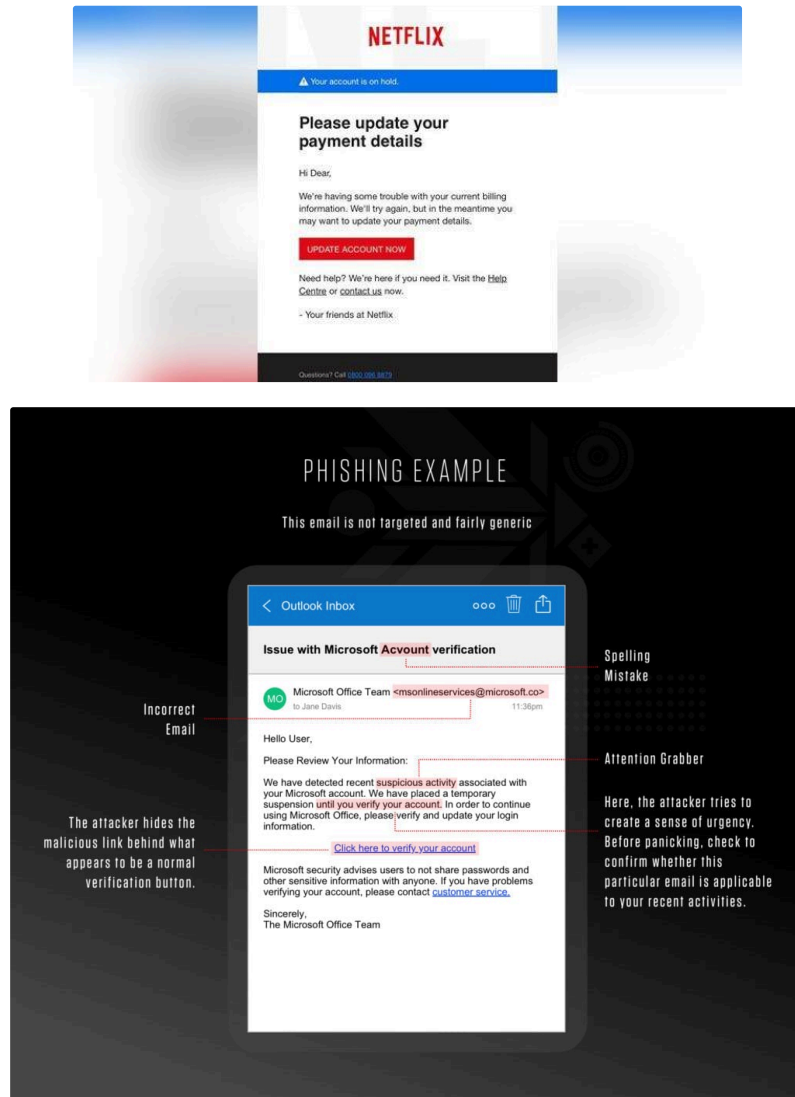 NETFLIX
Your account is on hold.
Please update your
payment details
Hi Dear,
We're having some trouble with your current billing
information. We'll try again, but in the meantime you
may want to update your payment details.
UPDATE ACCOUNT NOW
Need help? We're here if you need it. Visit the Help
Centre or contact us now.
- Your friends at Netflix
Questions? Call
PHISHING EXAMPLE
This email is not targeted and fairly generic
Outlook Inbox
Issue with Microsoft Acvount verification
Spelling
Mistake
MO
Microsoft Office Team <msonlineservices@microsoft.co>
to Jane Davis
11:36pm
Incorrect
Email
Hello User,
Please Review Your Information:
Attention Grabber
We have detected recent suspicious activity associated with
your Microsoft account. We have placed a temporary
suspension until you verify your account. In order to continue
using Microsoft Office, please verify and update your login
information.
Here, the attacker tries to
create a sense of urgency.
Before panicking, check to
confirm whether this
particular email is applicable
to your recent activities.
The attacker hides the
malicious link behind what
appears to be a normal
verification button.
Click here to verify your account
Microsoft security advises users to not share passwords and
other sensitive information with anyone. If you have problems
verifying your account, please contact customer service.
Sincerely,
The Microsoft Office Team